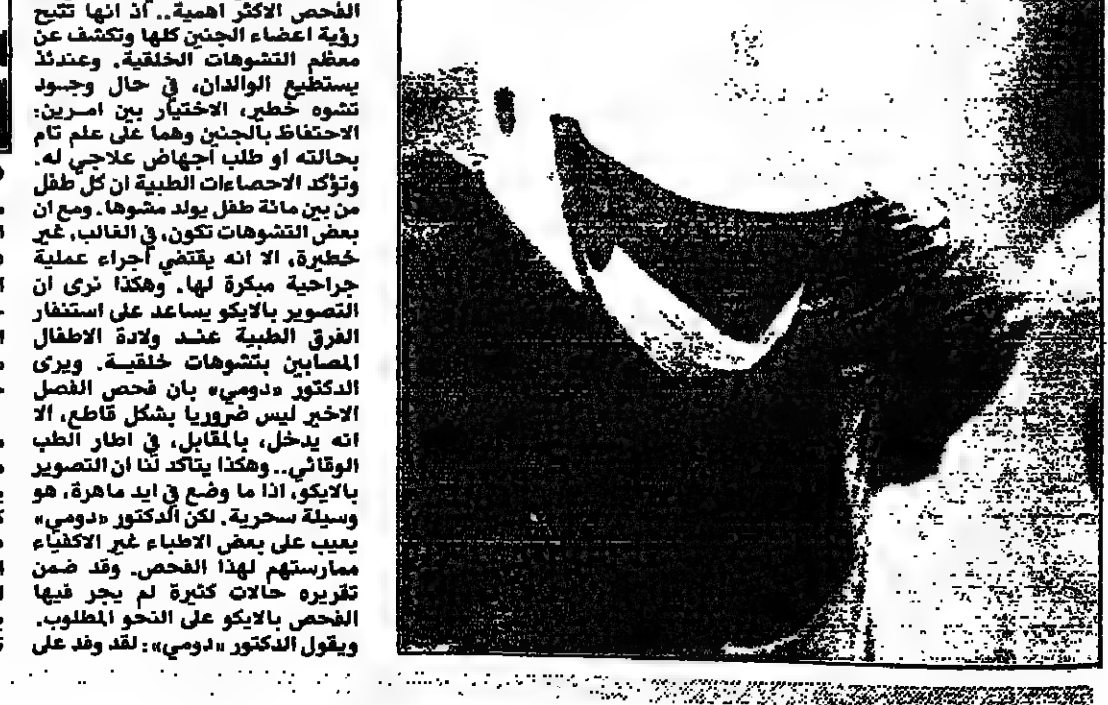 الفحص الاكثر اهمية.. اذ انها تتيح
رؤية اعضاء الجنين كلها وتكشف عن
معظم التشوهات الخلقية. وعندئذ
يستطيع الوالدان، في حال وجود
تشوه خطير، الاختيار بين امرين:
الاحتفاظ بالجنين وهما على علم تام
بحالته او طلب اجهاض علاجي له.
وتؤكد الاحصاءات الطبية ان كل طفل
من بين مائة طفل يولد مشوها. ومع ان
بعض التشوهات تكون، في الغالب، غير
خطيرة، الا انه يقتضي اجراء عملية
جراحية مبكرة لها. وهكذا نرى ان
التصوير بالايكو يساعد على استنفار
الفرق الطبية عند ولادة الاطفال
المصابين بتشوهات خلقية. ويرى
الدكتور «دومي» بان فحص الفصل
الاخير ليس ضروريا بشكل قاطع، الا
انه يدخل، بالمقابل، في اطار الطب
الوقائي.. وهكذا يتاكد لنا ان التصوير
بالايكو، اذا ما وضع في ايد ماهرة، هو
وسيلة سحرية. لكن الدكتور «دومي»
يعيب على بعض الاطباء غير الاكفياء
ممارستهم لهذا الفحص. وقد ضمن
تقريره حالات كثيرة لم يجر فيها
الفحص بالايكو على النحو المطلوب.
ويقول الدكتور «دومي»: لقد وفد على